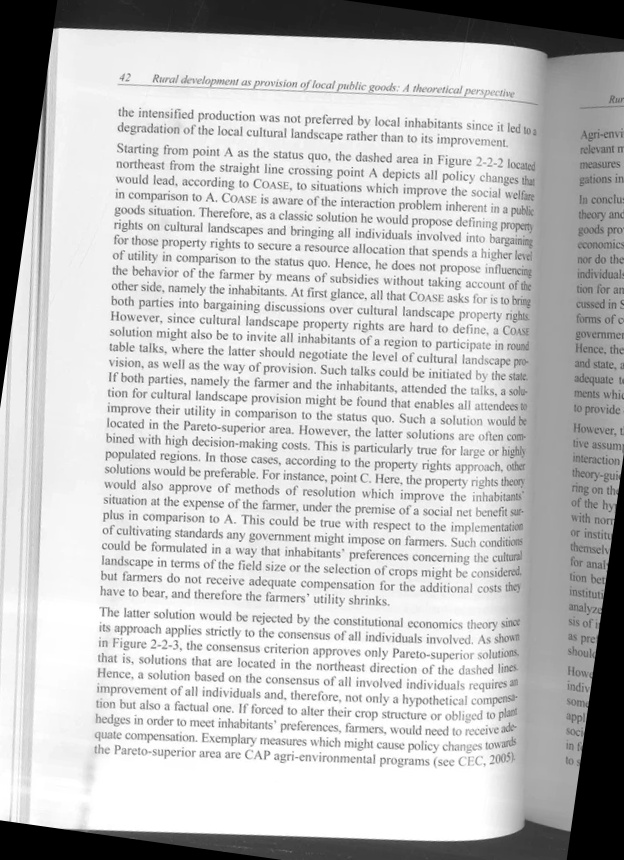 42 Rural development as provision of local public goods: A theoretical perspective
the intensified production was not preferred by local inhabitants since it led to a
degradation of the local cultural landscape rather than to its improvement.
Starting from point A as the status quo, the dashed area in Figure 2-2-2 located
northeast from the straight line crossing point A depicts all policy changes that
would lead, according to COASE, to situations which improve the social welfare
in comparison to A. COASE is aware of the interaction problem inherent in a public
goods situation. Therefore, as a classic solution he would propose defining property
rights on cultural landscapes and bringing all individuals involved into bargaining
for those property rights to secure a resource allocation that spends a higher level
of utility in comparison to the status quo. Hence, he does not propose influencing
the behavior of the farmer by means of subsidies without taking account of the
other side, namely the inhabitants. At first glance, all that COASE asks for is to bring
both parties into bargaining discussions over cultural landscape property rights.
However, since cultural landscape property rights are hard to define, a COASE
solution might also be to invite all inhabitants of a region to participate in round
table talks, where the latter should negotiate the level of cultural landscape pro-
vision, as well as the way of provision. Such talks could be initiated by the state.
If both parties, namely the farmer and the inhabitants, attended the talks, a solu-
tion for cultural landscape provision might be found that enables all attendees to
improve their utility in comparison to the status quo. Such a solution would be
located in the Pareto-superior area. However, the latter solutions are often com-
bined with high decision-making costs. This is particularly true for large or highly
populated regions. In those cases, according to the property rights approach, other
solutions would be preferable. For instance, point C. Here, the property rights theory
would also approve of methods of resolution which improve the inhabitants'
situation at the expense of the farmer, under the premise of a social net benefit sur-
plus in comparison to A. This could be true with respect to the implementation
of cultivating standards any government might impose on farmers. Such conditions
could be formulated in a way that inhabitants' preferences concerning the cultural
landscape in terms of the field size or the selection of crops might be considered,
but farmers do not receive adequate compensation for the additional costs they
have to bear, and therefore the farmers' utility shrinks.
The latter solution would be rejected by the constitutional economics theory since
its approach applies strictly to the consensus of all individuals involved. As shown
in Figure 2-2-3, the consensus criterion approves only Pareto-superior solutions,
that is, solutions that are located in the northeast direction of the dashed lines.
Hence, a solution based on the consensus of all involved individuals requires an
improvement of all individuals and, therefore, not only a hypothetical compensa-
tion but also a factual one. If forced to alter their crop structure or obliged to plant
hedges in order to meet inhabitants' preferences, farmers, would need to receive ade-
quate compensation. Exemplary measures which might cause policy changes towards
the Pareto-superior area are CAP agri-environmental programs (see CEC, 2005).
Rur
Agri-envi
relevant m
measures
gations in
In conclus
theory and
goods pro
economics
nor do the
individuals
tion for an
cussed in S
forms of c
governmen
Hence, the
and state, a
adequate to
ments whic
to provide
However, t
tive assum
interaction
theory-gui
ring on the
of the hy
with norm
or institu
themselv
for anal
tion bet
instituti
analyze
sis of i
as pre
should
Howe
indiv
some
appl
soci
in f
to s